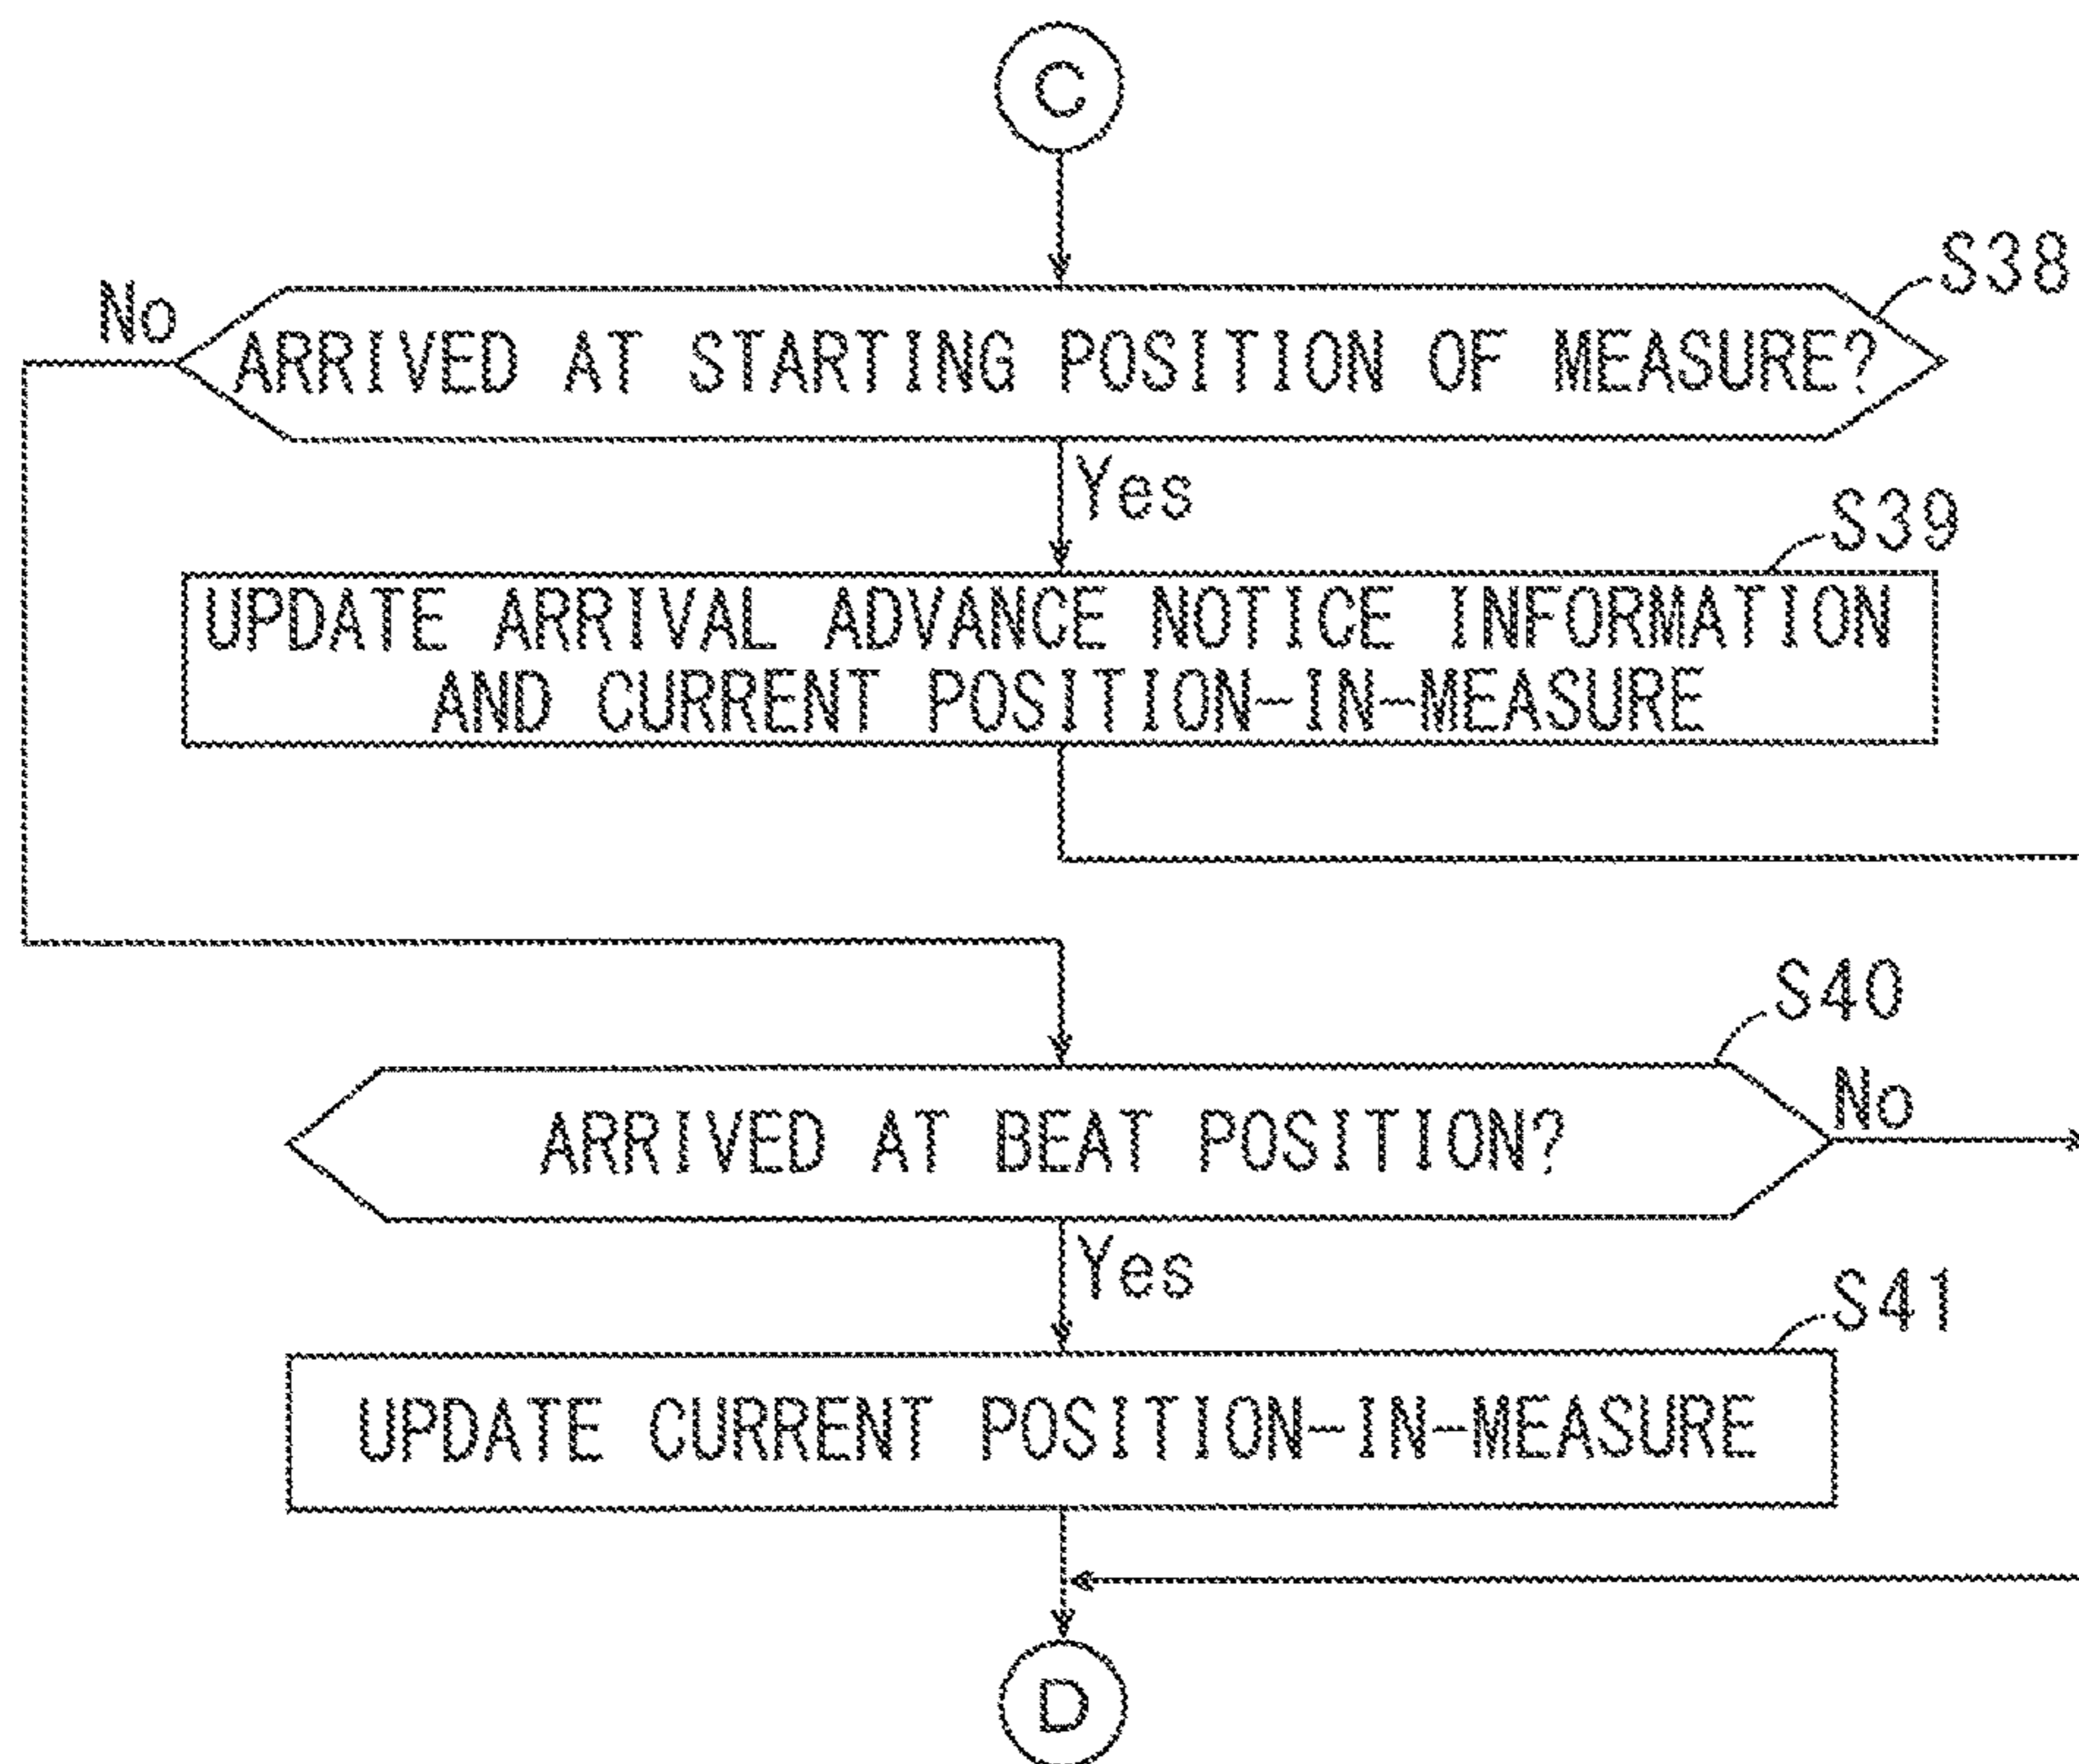 C
S38
No
ARRIVED AT STARTING POSITION OF MEASURE?
Yes
S39
UPDATE ARRIVAL ADVANCE NOTICE INFORMATION
AND CURRENT POSITION-IN-MEASURE
S40
No
ARRIVED AT BEAT POSITION?
Yes
S41
UPDATE CURRENT POSITION-IN-MEASURE
D